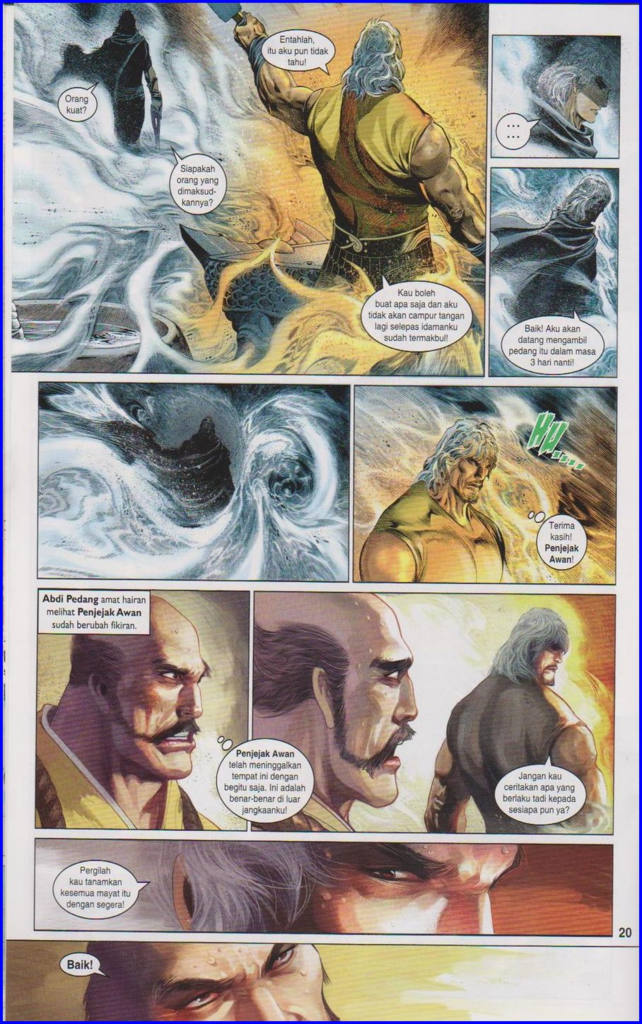 Orang
kuat?
Entahlah,
itu aku pun tidak
tahu!
Siapakah
orang yang
dimaksud-
kannya?
Kau boleh
buat apa saja dan aku
tidak akan campur tangan
lagi selepas idamanku
sudah termakbul!
...
...
Baik! Aku akan
datang mengambil
pedang itu dalam masa
3 hari nanti!
HU....
Terima
kasih!
Penjejak
Awan!
Abdi Pedang amat hairan
melihat Penjejak Awan
sudah berubah fikiran.
Penjejak Awan
telah meninggalkan
tempat ini dengan
begitu saja. Ini adalah
benar-benar di luar
jangkaanku!
Jangan kau
ceritakan apa yang
berlaku tadi kepada
sesiapa pun ya?
Pergilah
kau tanamkan
kesemua mayat itu
dengan segera!
20
Baik!